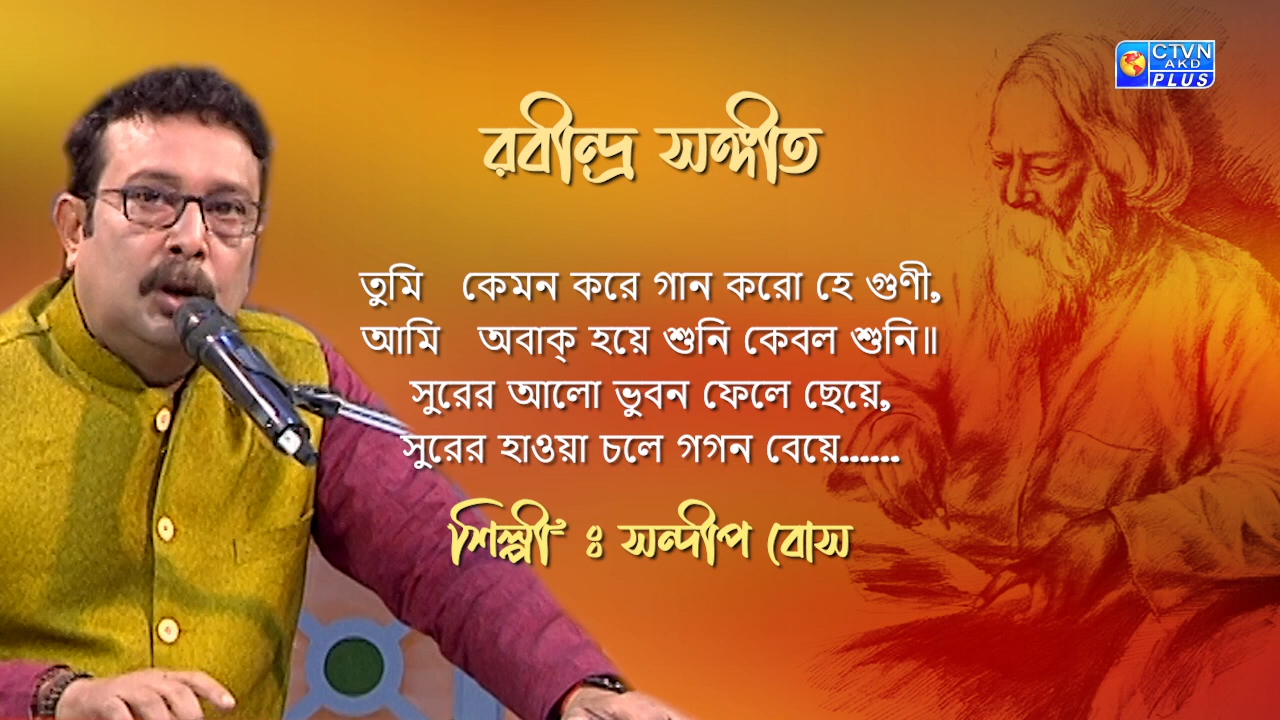 CTVN
AKD
PLUS
রবীন্দ্র সঙ্গীত
তুমি কেমন করে গান করো হে গুণী,
আমি অবাক্ হয়ে শুনি কেবল শুনি॥
সুরের আলো ভুবন ফেলে ছেয়ে,
সুরের হাওয়া চলে গগন বেয়ে......
শিল্পী ঃ সন্দীপ বোস